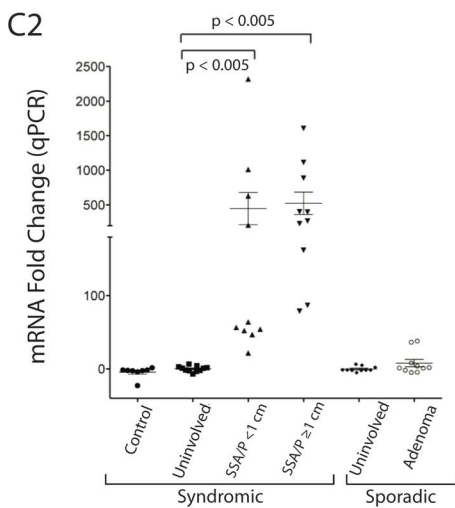 C2
p < 0.005
p < 0.005
mRNA Fold Change (qPCR)
2500
2000
1500
1000
500
100
0
Control
Uninvolved
SSA/P <1 cm
SSA/P ≥1 cm
Uninvolved
Adenoma
Syndromic
Sporadic